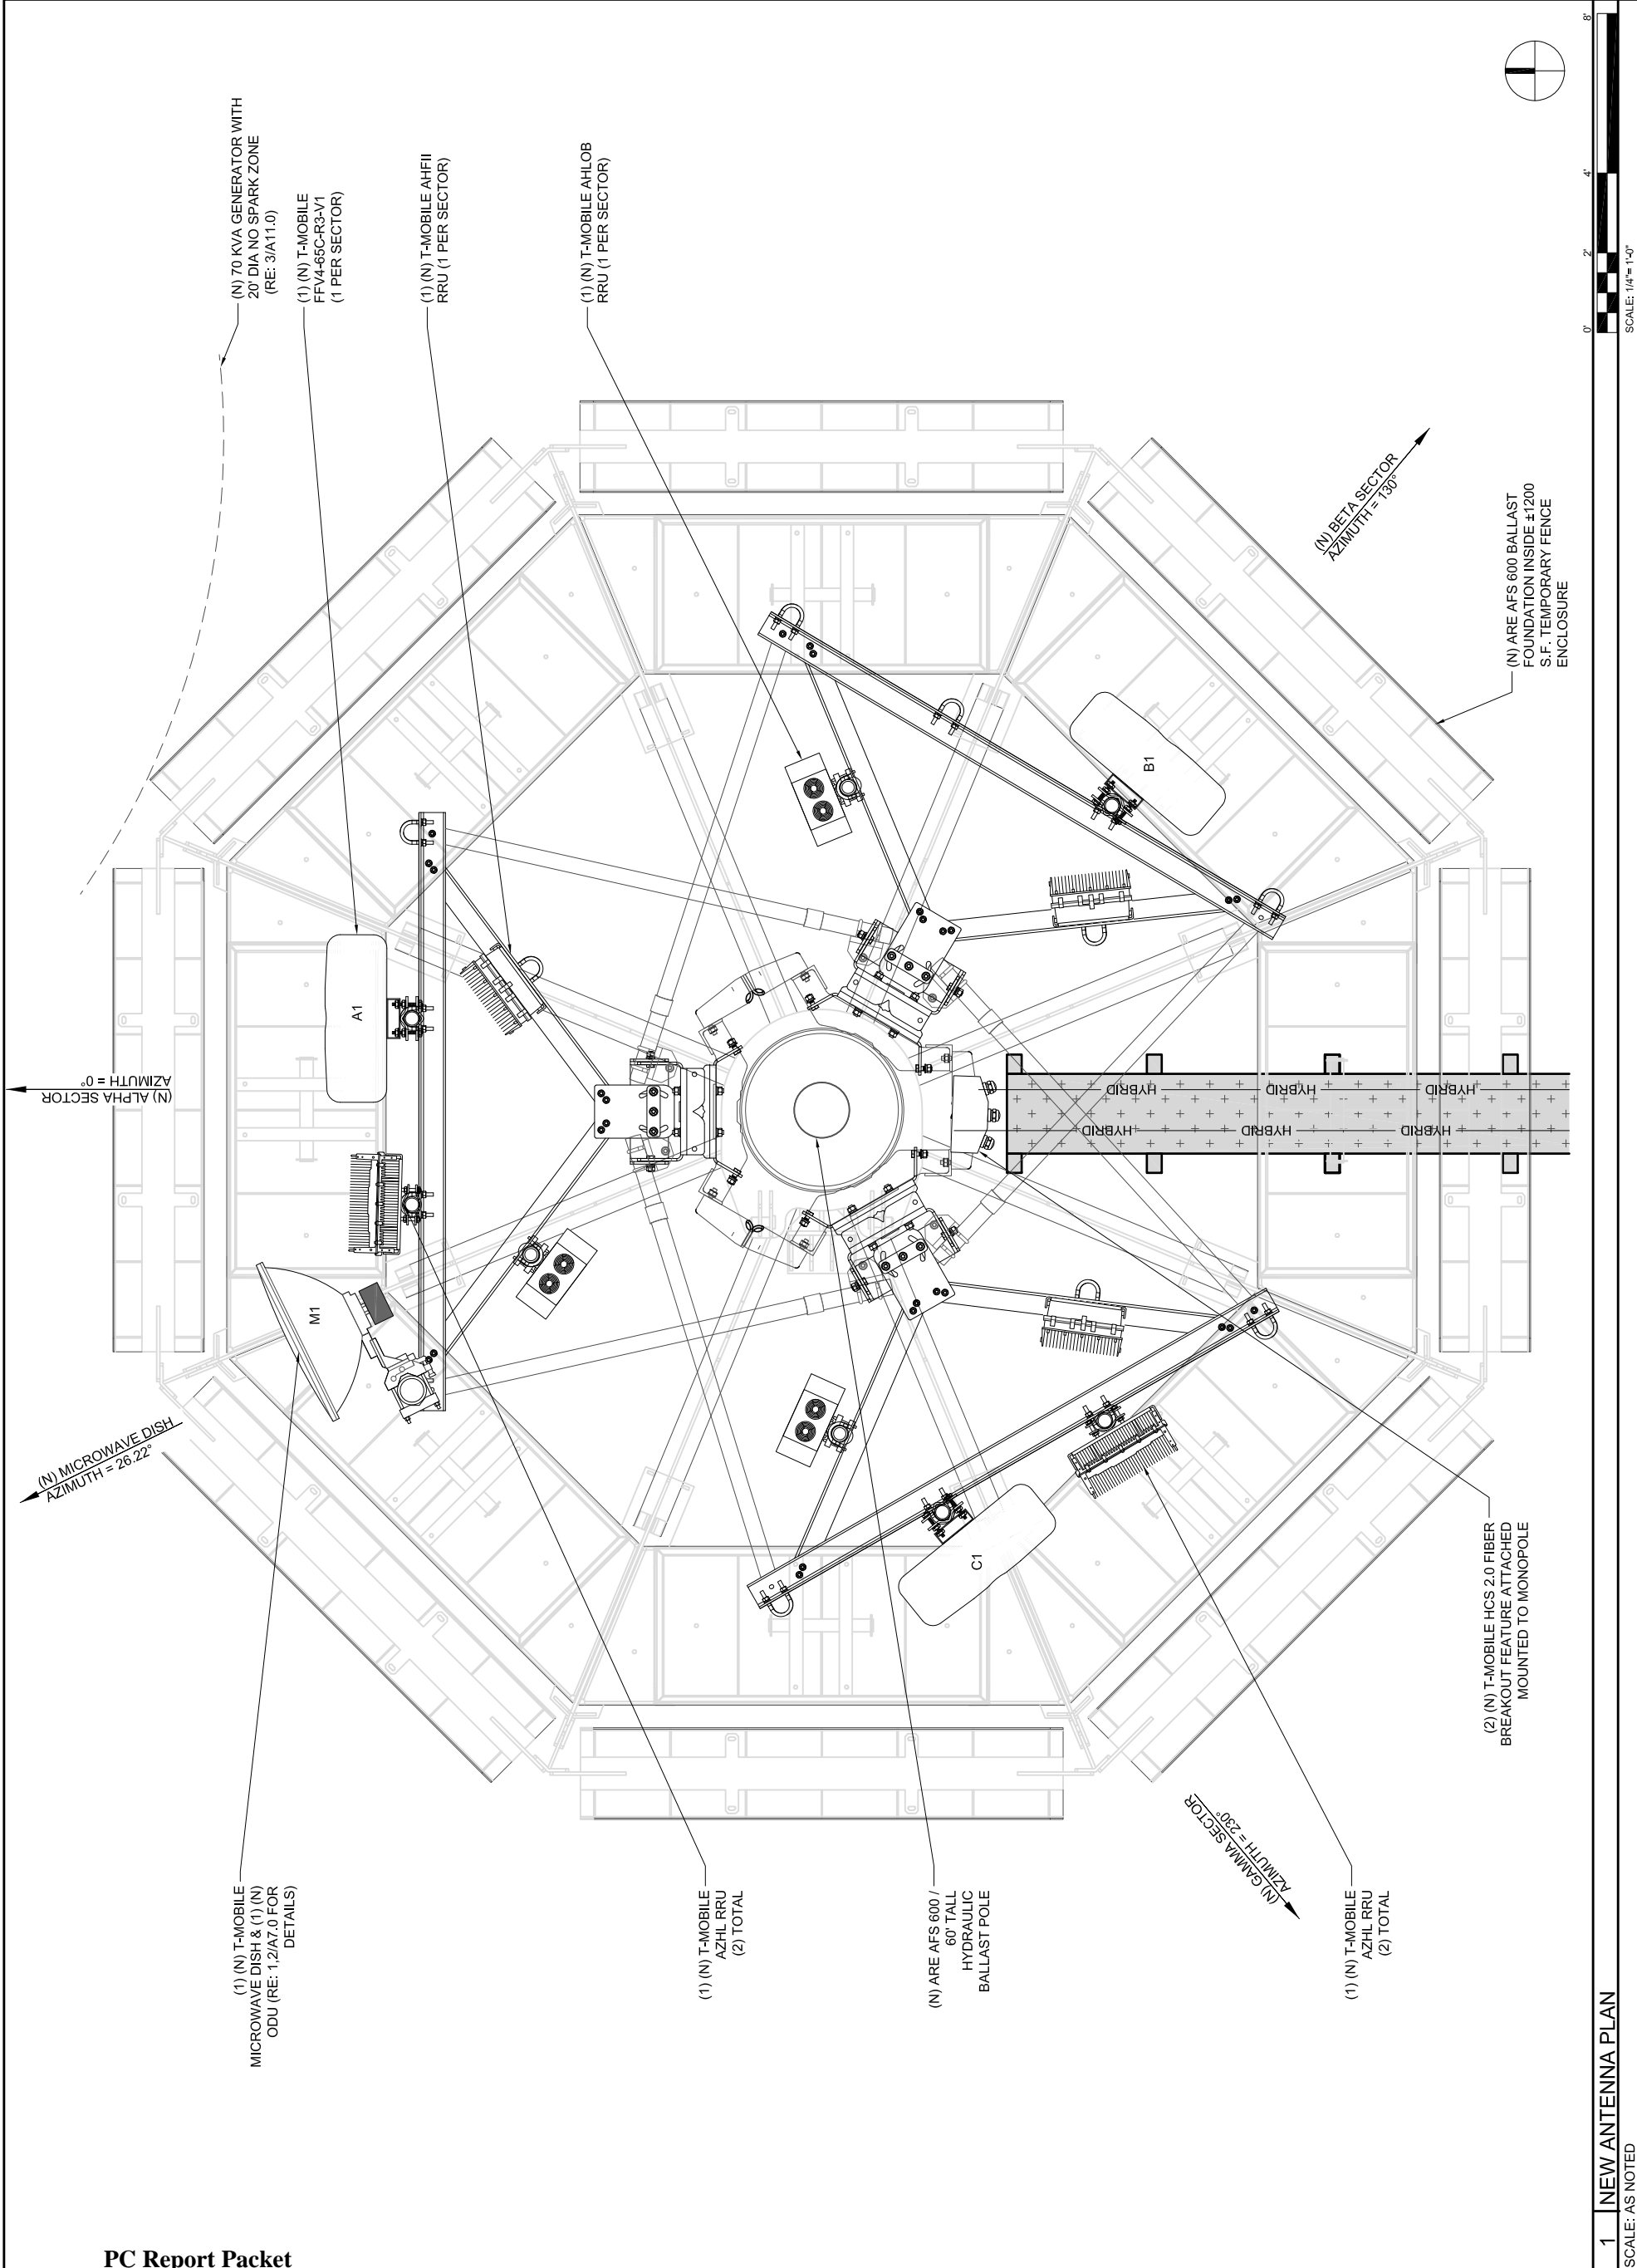 (N) 70 KVA GENERATOR WITH
20' DIA NO SPARK ZONE
(RE: 3/A11.0)
(1) (N) T-MOBILE
FFV4-65C-R3-V1
(1 PER SECTOR)
(1) (N) T-MOBILE AHFII
RRU (1 PER SECTOR)
(1) (N) T-MOBILE AHLOB
RRU (1 PER SECTOR)
(N) BETA SECTOR
AZIMUTH = 130°
(N) ARE AFS 600 BALLAST
FOUNDATION INSIDE ±1200
S.F. TEMPORARY FENCE
ENCLOSURE
(N) ALPHA SECTOR
AZIMUTH = 0°
A1
B1
C1
M1
HYBRID
HYBRID
HYBRID
HYBRID
HYBRID
HYBRID
(N) MICROWAVE DISH
AZIMUTH = 26.22°
(1) (N) T-MOBILE
MICROWAVE DISH & (1) (N)
ODU (RE: 1,2/A7.0 FOR
DETAILS)
(1) (N) T-MOBILE
AZHL RRU
(2) TOTAL
(N) ARE AFS 600 /
60' TALL
HYDRAULIC
BALLAST POLE
(N) GAMMA SECTOR
AZIMUTH = 230°
(1) (N) T-MOBILE
AZHL RRU
(2) TOTAL
(2) (N) T-MOBILE HCS 2.0 FIBER
BREAKOUT FEATURE ATTACHED
MOUNTED TO MONOPOLE
0' 2' 4' 8'
SCALE: 1/4"= 1'-0"
1 NEW ANTENNA PLAN
SCALE: AS NOTED
PC Report Packet